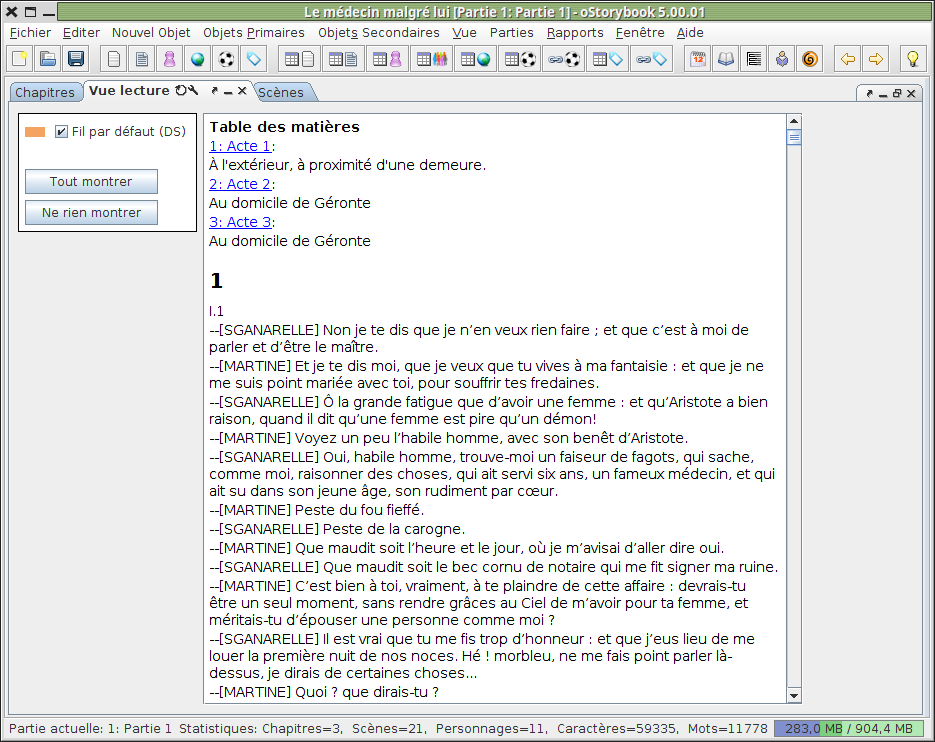 Le médecin malgré lui [Partie 1: Partie 1] - oStorybook 5.00.01
Fichier Editer Nouvel Objet Objets Primaires Objets Secondaires Vue Parties Rapports Fenêtre Aide
12
Chapitres Vue lecture Scènes
Fil par défaut (DS)
Tout montrer
Ne rien montrer
Table des matières
1: Acte 1:
À l'extérieur, à proximité d'une demeure.
2: Acte 2:
Au domicile de Géronte
3: Acte 3:
Au domicile de Géronte
1
I.1
--[SGANARELLE] Non je te dis que je n’en veux rien faire ; et que c’est à moi de
parler et d’être le maître.
--[MARTINE] Et je te dis moi, que je veux que tu vives à ma fantaisie : et que je ne
me suis point mariée avec toi, pour souffrir tes fredaines.
--[SGANARELLE] Ô la grande fatigue que d’avoir une femme : et qu’Aristote a bien
raison, quand il dit qu’une femme est pire qu’un démon!
--[MARTINE] Voyez un peu l’habile homme, avec son benêt d’Aristote.
--[SGANARELLE] Oui, habile homme, trouve-moi un faiseur de fagots, qui sache,
comme moi, raisonner des choses, qui ait servi six ans, un fameux médecin, et qui
ait su dans son jeune âge, son rudiment par cœur.
--[MARTINE] Peste du fou fieffé.
--[SGANARELLE] Peste de la carogne.
--[MARTINE] Que maudit soit l’heure et le jour, où je m’avisai d’aller dire oui.
--[SGANARELLE] Que maudit soit le bec cornu de notaire qui me fit signer ma ruine.
--[MARTINE] C’est bien à toi, vraiment, à te plaindre de cette affaire : devrais-tu
être un seul moment, sans rendre grâces au Ciel de m’avoir pour ta femme, et
méritais-tu d’épouser une personne comme moi ?
--[SGANARELLE] Il est vrai que tu me fis trop d’honneur : et que j’eus lieu de me
louer la première nuit de nos noces. Hé ! morbleu, ne me fais point parler là-
dessus, je dirais de certaines choses...
--[MARTINE] Quoi ? que dirais-tu ?
Partie actuelle: 1: Partie 1 Statistiques: Chapitres=3, Scènes=21, Personnages=11, Caractères=59335, Mots=11778 283,0 MB / 904,4 MB